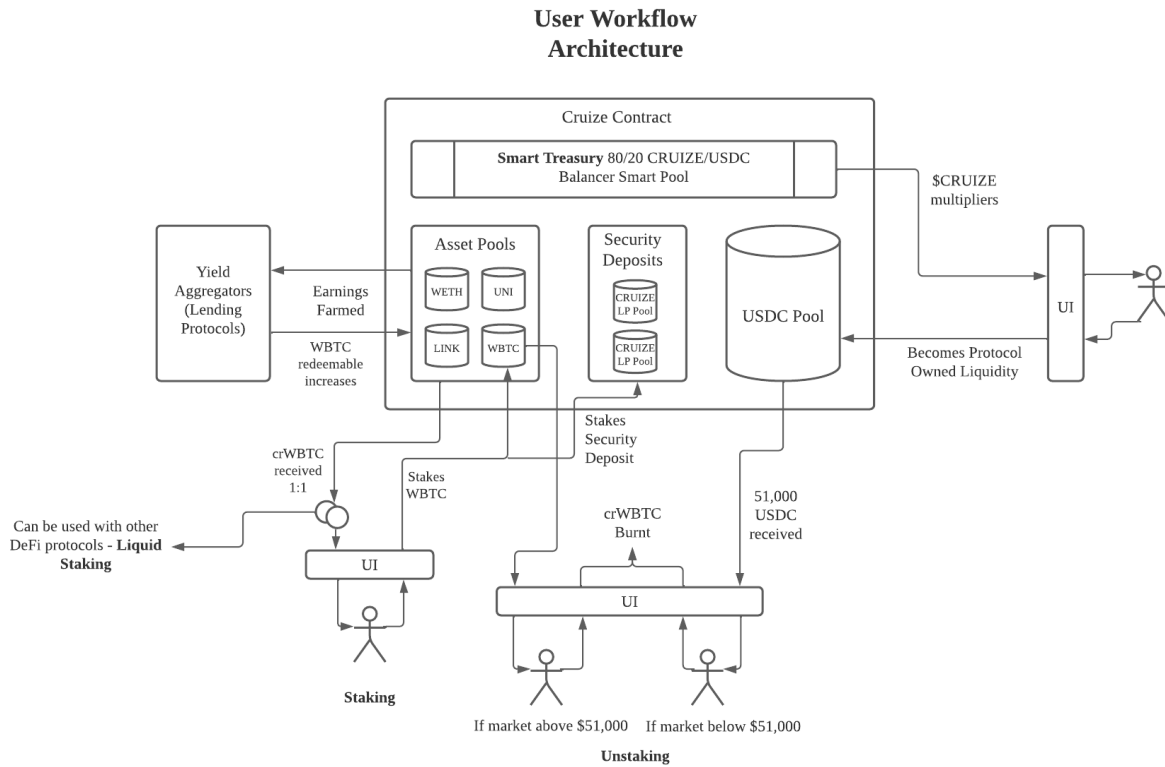 User Workflow
Architecture
Cruize Contract
Smart Treasury 80/20 CRUIZE/USDC
Balancer Smart Pool
$CRUIZE
multipliers
Yield
Aggregators
(Lending
Protocols)
Earnings
Farmed
WBTC
redeemable
increases
Asset Pools
WETH
UNI
LINK
WBTC
Security
Deposits
CRUIZE
LP Pool
CRUIZE
LP Pool
USDC Pool
UI
Becomes Protocol
Owned Liquidity
crWBTC
received
1:1
Stakes
WBTC
Stakes
Security
Deposit
51,000
USDC
received
Can be used with other
DeFi protocols - Liquid
Staking
UI
Staking
crWBTC
Burnt
UI
If market above $51,000
If market below $51,000
Unstaking